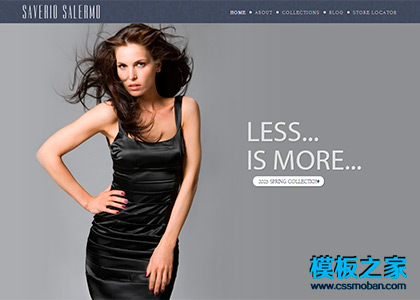 SAVERIO SALERMO
HOME ABOUT COLLECTIONS BLOG STORE LOCATOR
LESS...
IS MORE...
SPRING COLLECTION
模板之家
www.cssmoban.com